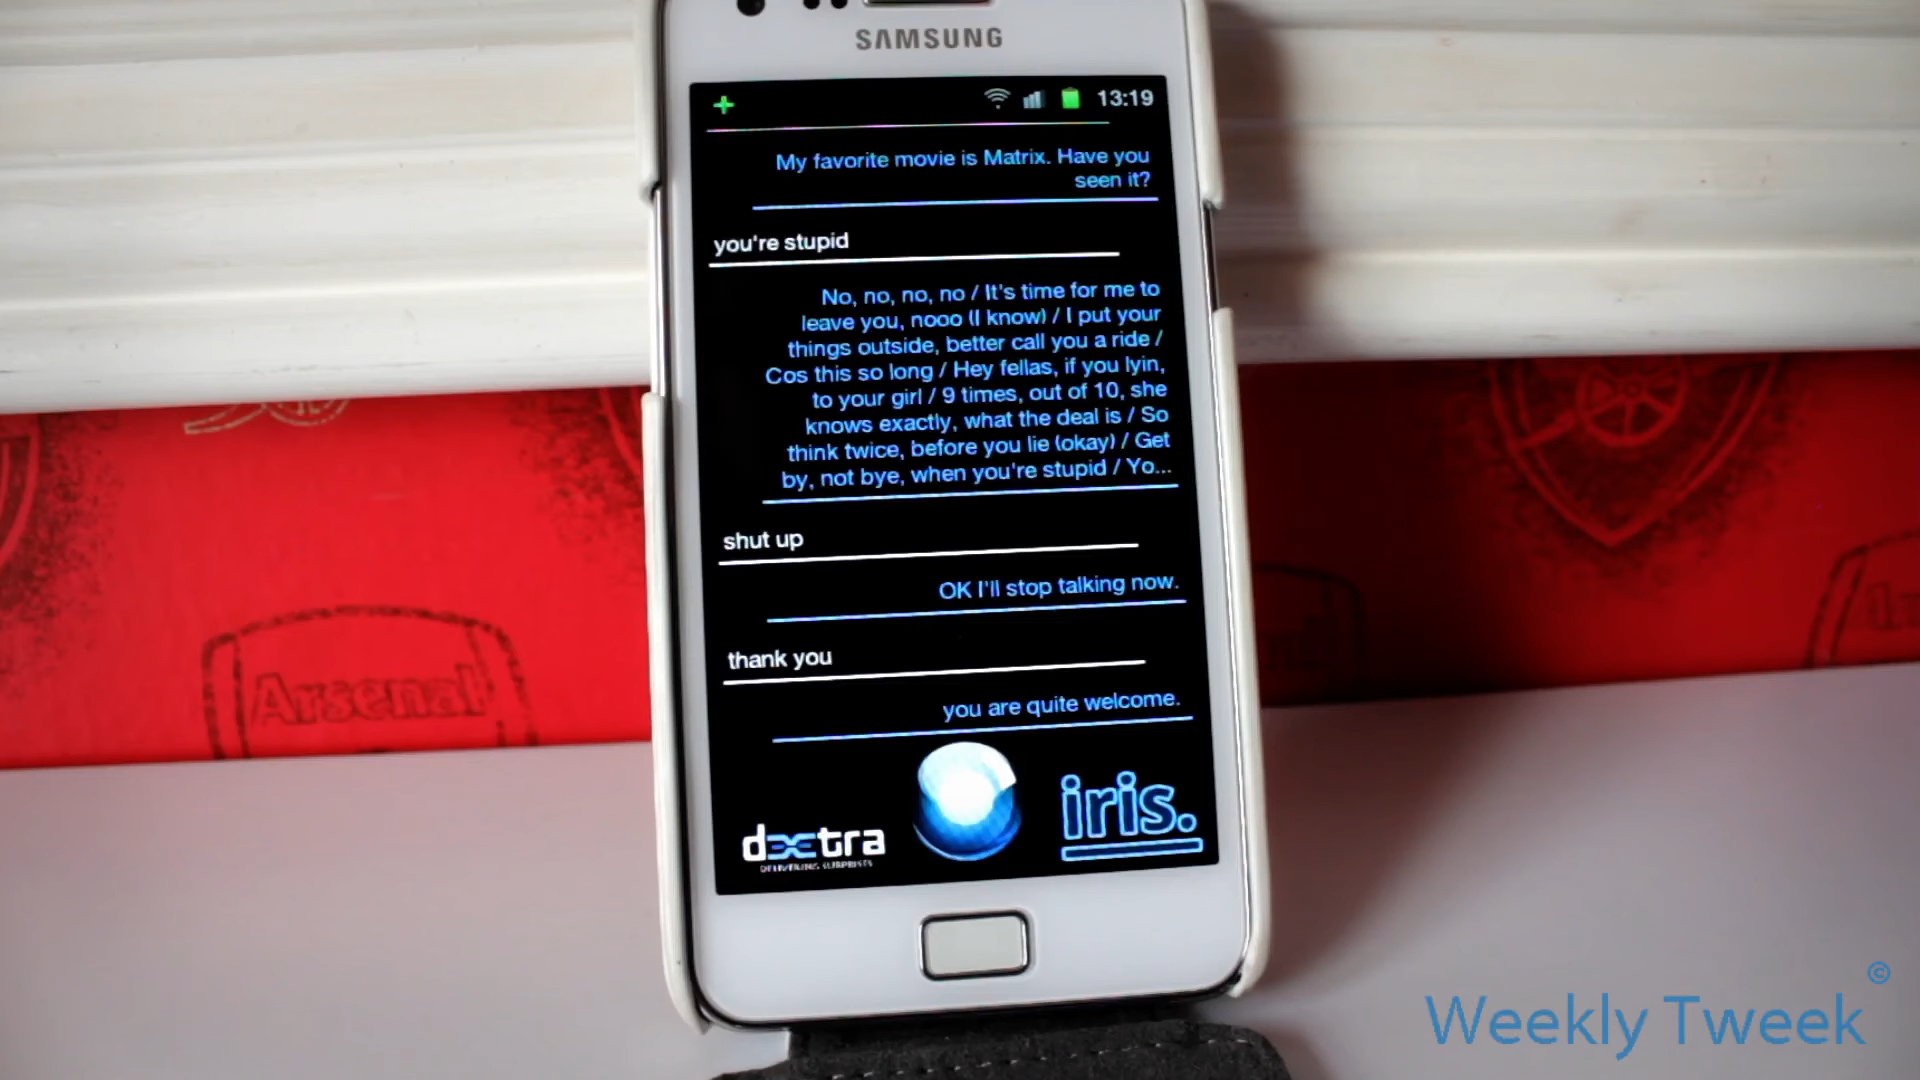 SAMSUNG
13:19
My favorite movie is Matrix. Have you
seen it?
you're stupid
No, no, no, no / It's time for me to
leave you, nooo (I know) / I put your
things outside, better call you a ride /
Cos this so long / Hey fellas, if you lyin,
to your girl / 9 times, out of 10, she
knows exactly, what the deal is / So
think twice, before you lie (okay) / Get
by, not bye, when you're stupid / Yo...
shut up
OK I'll stop talking now.
thank you
you are quite welcome.
dextra
DELIVERING SURPRISES
iris.
Arsenal
©
Weekly Tweek